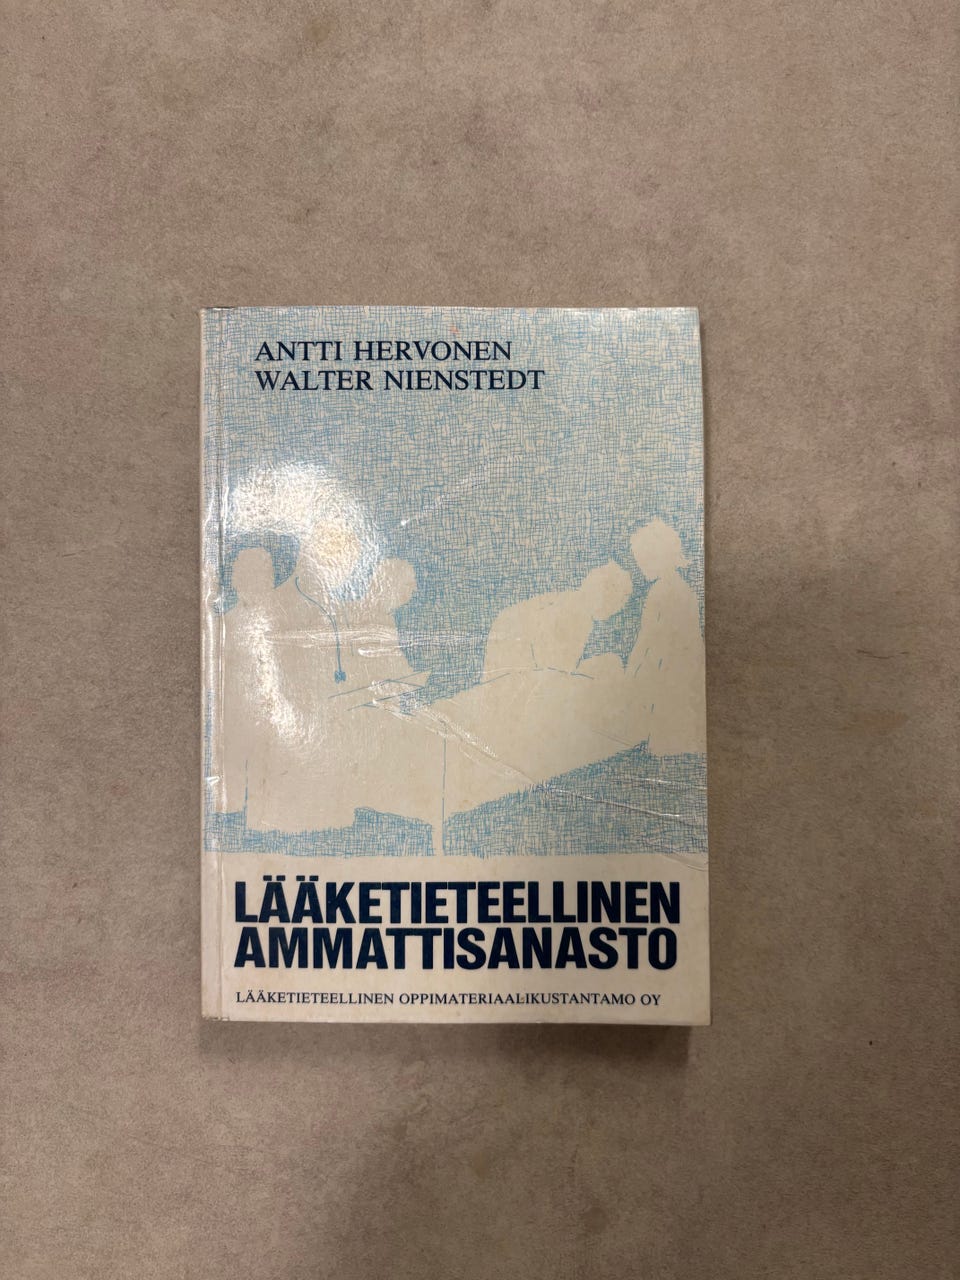 ANTTI HERVONEN
WALTER NIENSTEDT
LÄÄKETIETEELLINEN
AMMATTISANASTO
LÄÄKETIETEELLINEN OPPIMATERIAALIKUSTANTAMO OY